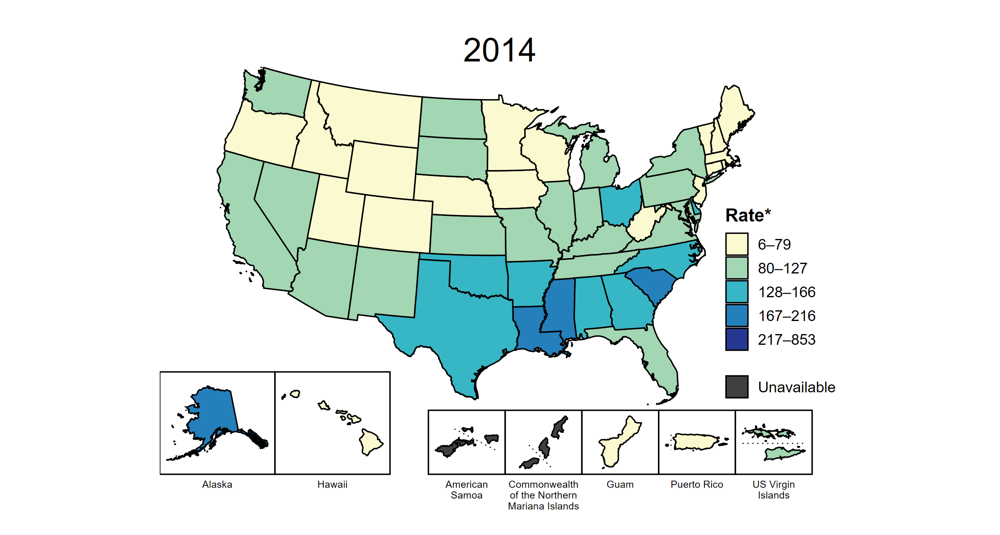 2014
Rate*
6–79
80–127
128–166
167–216
217–853
Unavailable
Alaska
Hawaii
American
Samoa
Commonwealth
of the Northern
Mariana Islands
Guam
Puerto Rico
US Virgin
Islands